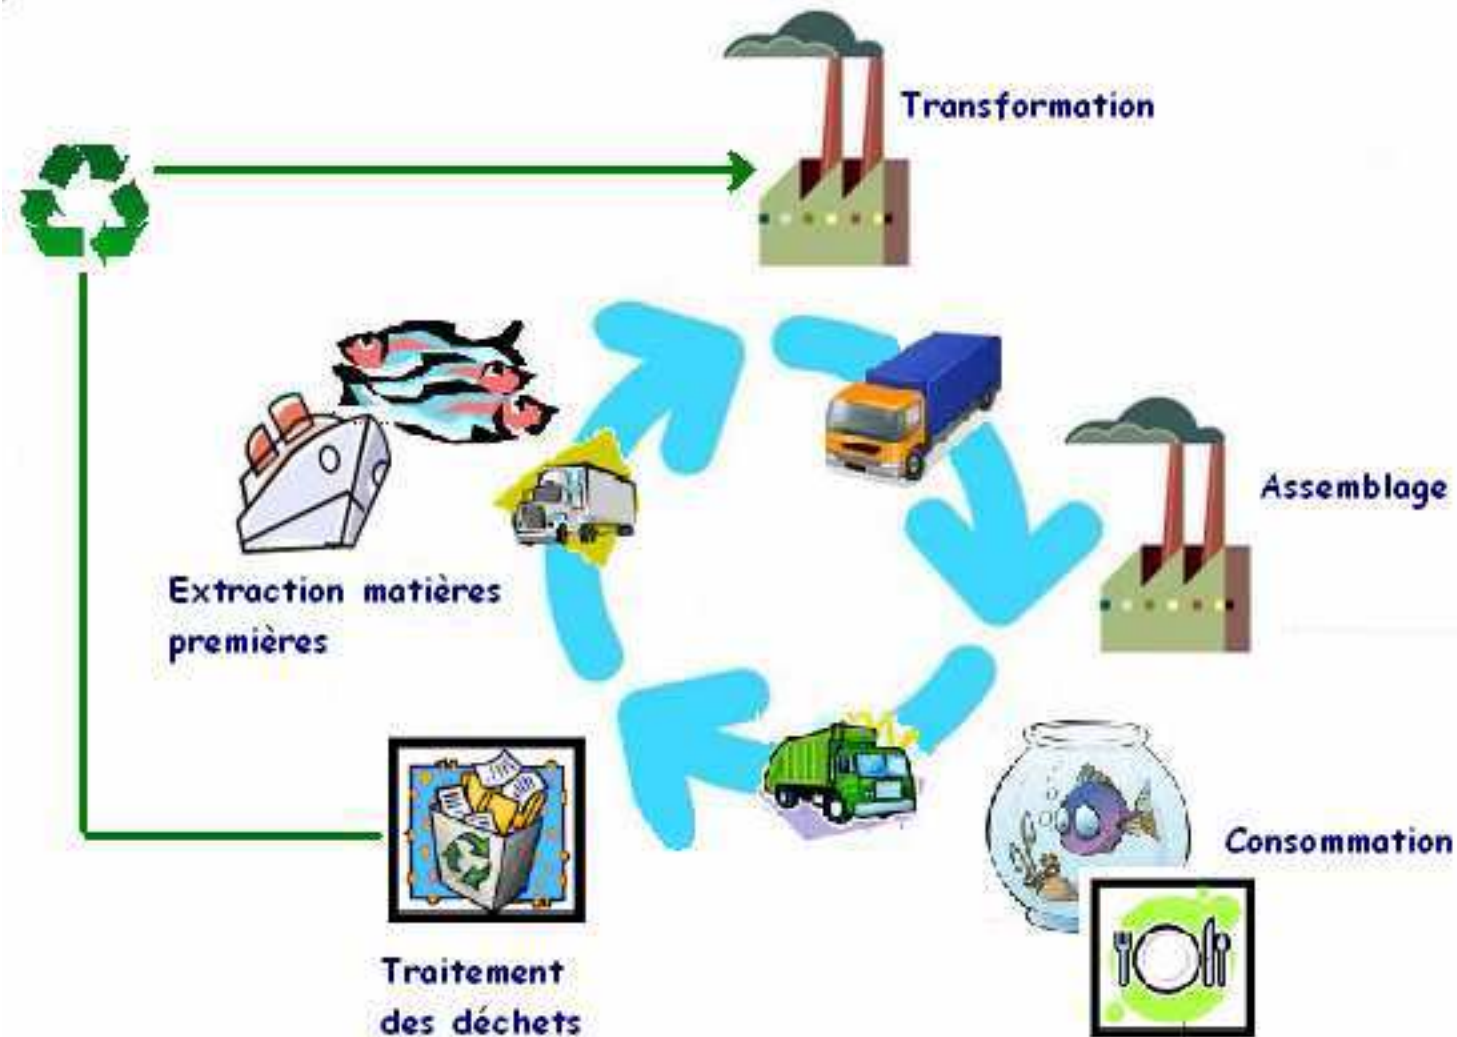 Transformation
Assemblage
Extraction matières
premières
Consommation
Traitement
des déchets